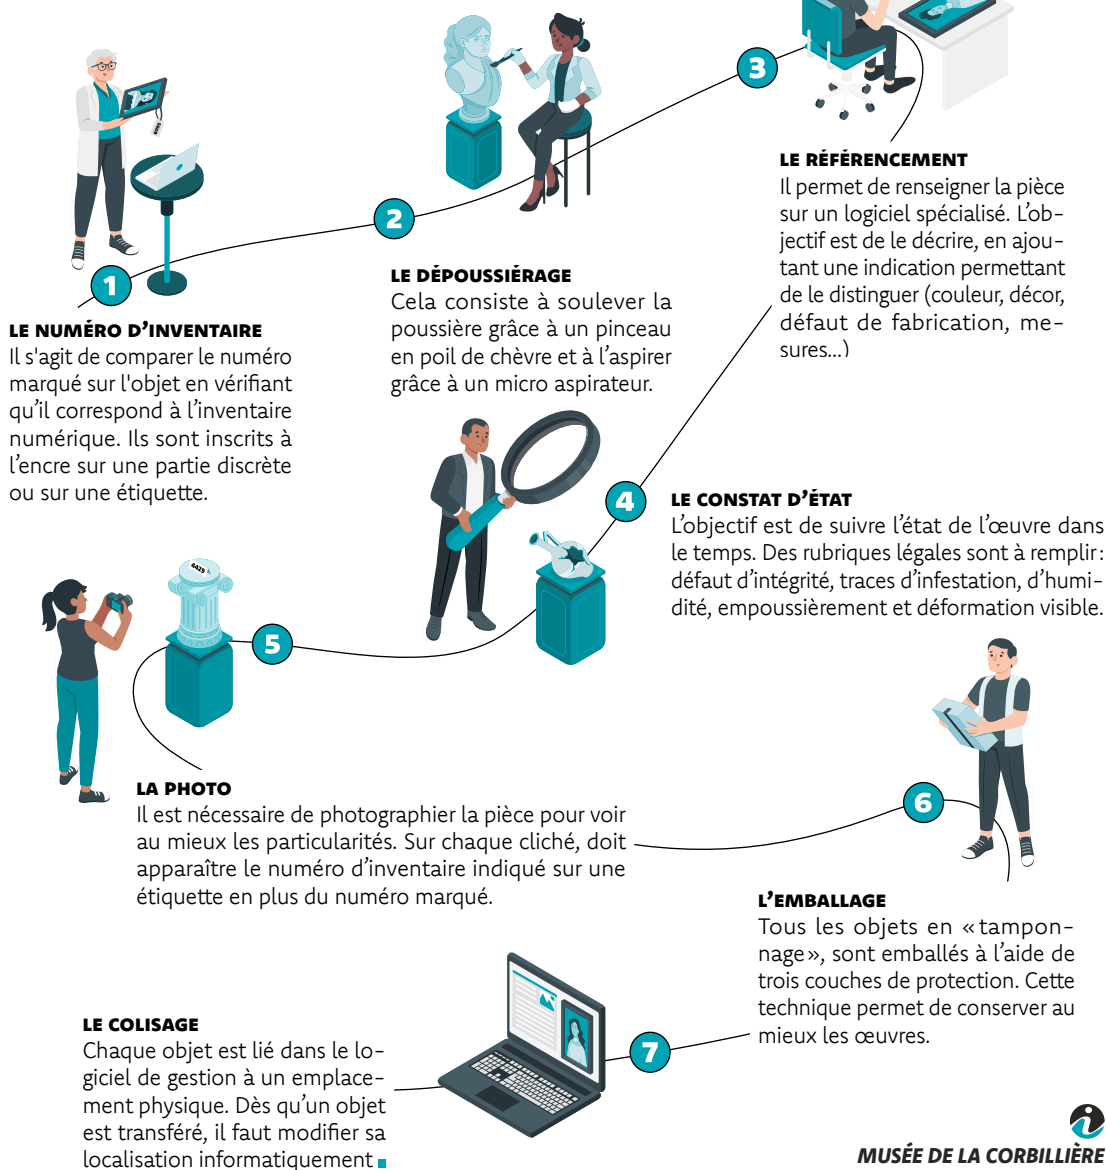 1
LE NUMÉRO D’INVENTAIRE
Il s'agit de comparer le numéro
marqué sur l'objet en vérifiant
qu’il correspond à l’inventaire
numérique. Ils sont inscrits à
l’encre sur une partie discrète
ou sur une étiquette.
2
LE DÉPOUSSIÉRAGE
Cela consiste à soulever la
poussière grâce à un pinceau
en poil de chèvre et à l’aspirer
grâce à un micro aspirateur.
3
LE RÉFÉRENCEMENT
Il permet de renseigner la pièce
sur un logiciel spécialisé. L’ob-
jectif est de le décrire, en ajou-
tant une indication permettant
de le distinguer (couleur, décor,
défaut de fabrication, me-
sures...)
4
LE CONSTAT D’ÉTAT
L’objectif est de suivre l’état de l’œuvre dans
le temps. Des rubriques légales sont à remplir :
défaut d’intégrité, traces d’infestation, d’humi-
dité, empoussièrement et déformation visible.
4425
5
LA PHOTO
Il est nécessaire de photographier la pièce pour voir
au mieux les particularités. Sur chaque cliché, doit
apparaître le numéro d’inventaire indiqué sur une
étiquette en plus du numéro marqué.
6
L’EMBALLAGE
Tous les objets en « tampon-
nage », sont emballés à l’aide de
trois couches de protection. Cette
technique permet de conserver au
mieux les œuvres.
7
LE COLISAGE
Chaque objet est lié dans le lo-
giciel de gestion à un emplace-
ment physique. Dès qu’un objet
est transféré, il faut modifier sa
localisation informatiquement
i
MUSÉE DE LA CORBILLIÈRE